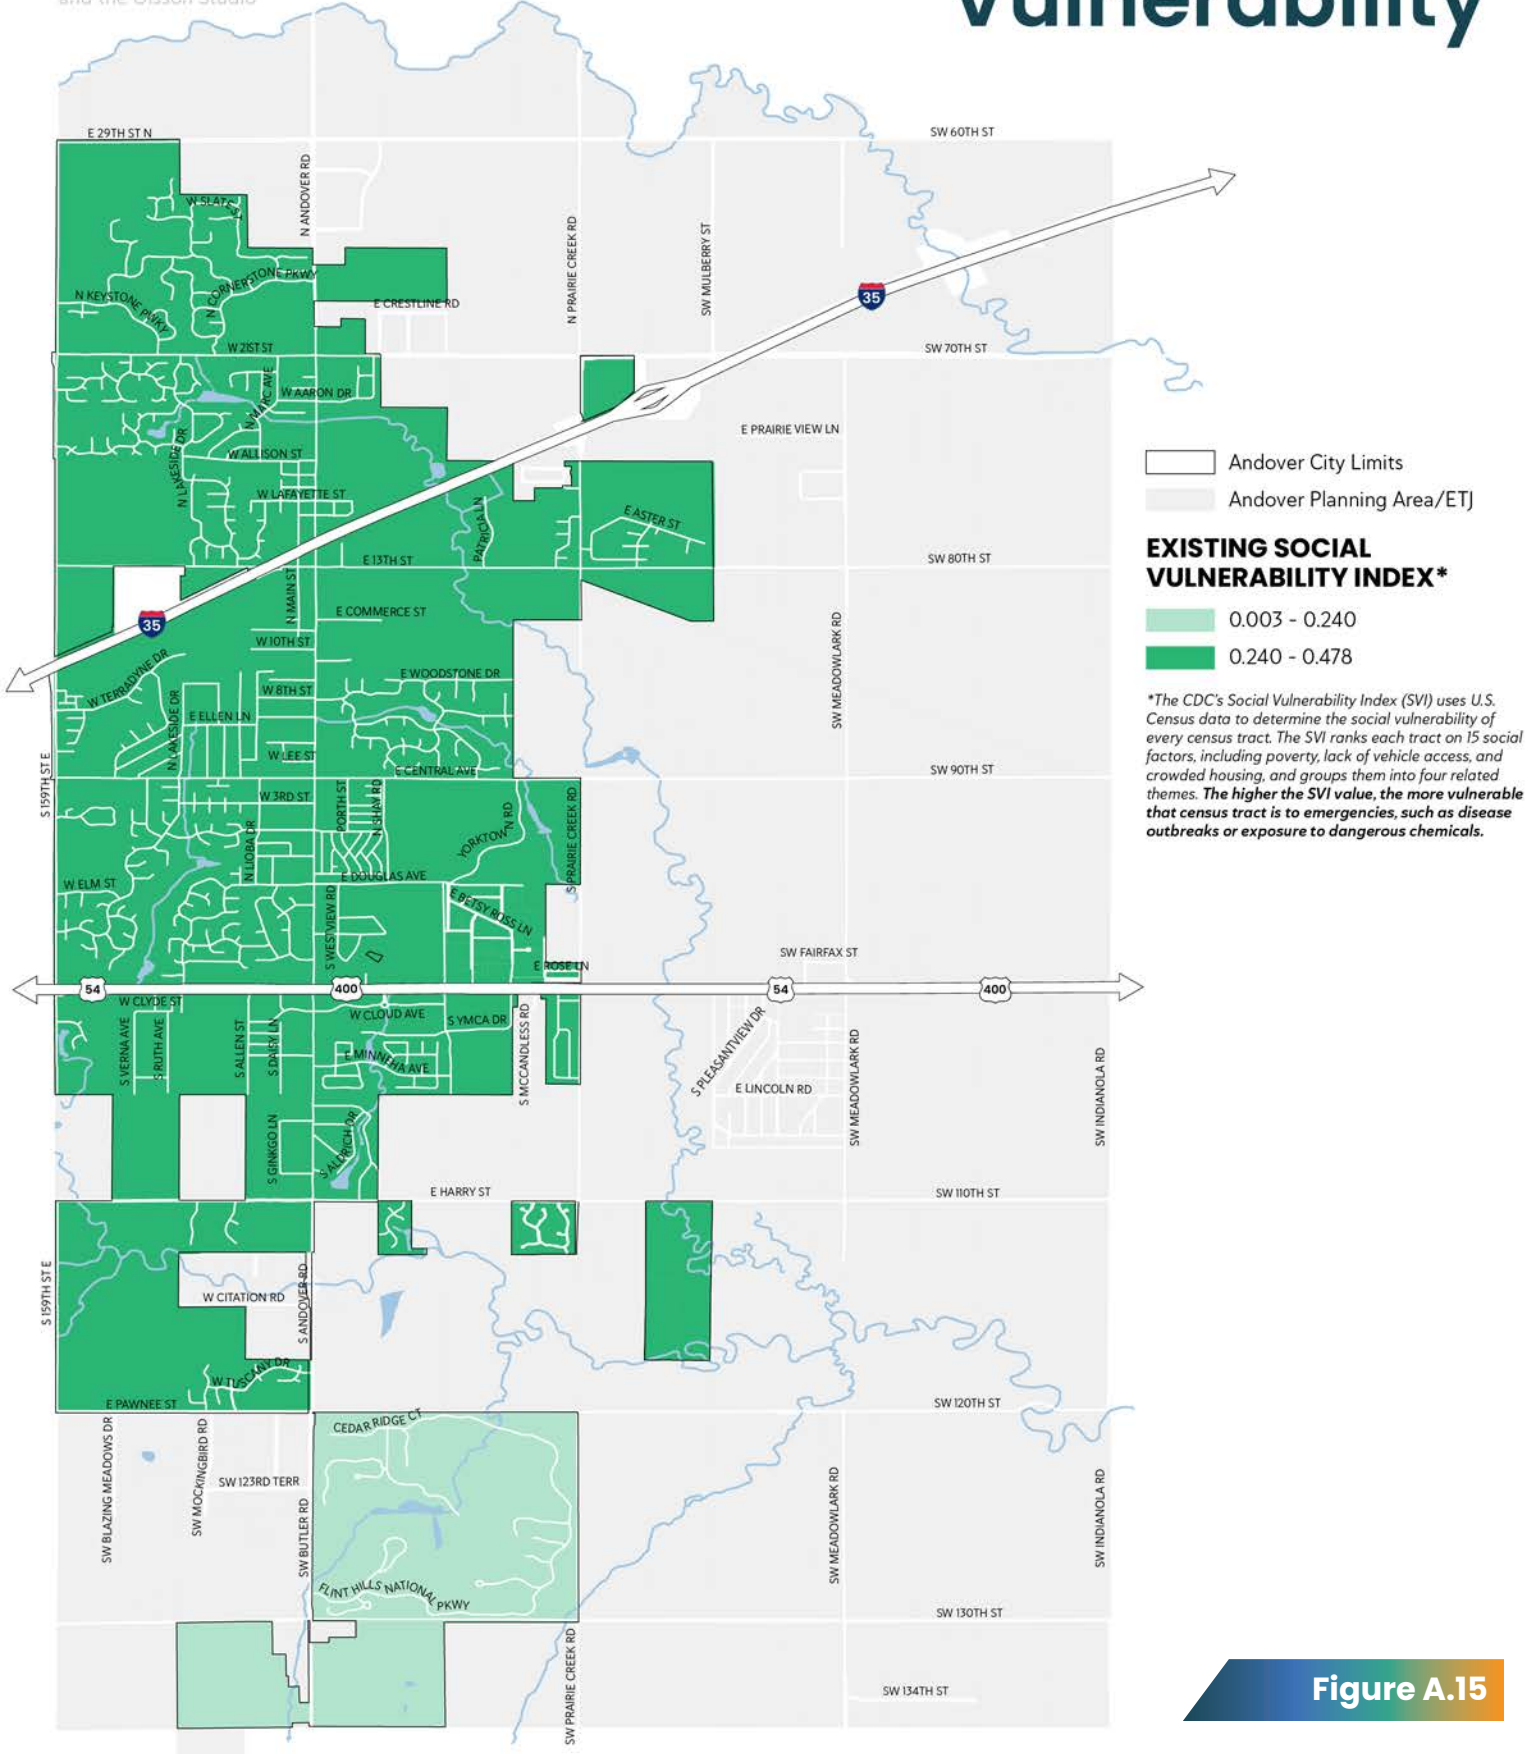 and the Olsson Studio
Vulnerability
E 29TH ST N
SW 60TH ST
N ANDOVER RD
W SLATE ST
N PRAIRIE CREEK RD
SW MULBERRY ST
N CORNERSTONE PKWY
N KEYSTONE PWKY
E CRESTLINE RD
35
W 21ST ST
SW 70TH ST
N MARC AVE
W AARON DR
E PRAIRIE VIEW LN
N LAKESIDE DR
W ALLISON ST
W LAFAYETTE ST
PATRICIA LN
E ASTER ST
E 13TH ST
SW 80TH ST
N MAIN ST
E COMMERCE ST
35
W 10TH ST
SW MEADOWLARK RD
W TERRADYNE DR
E WOODSTONE DR
W 8TH ST
N LAKESIDE DR
E ELLEN LN
W LEE ST
E CENTRAL AVE
SW 90TH ST
S 159TH ST E
W 3RD ST
PORTH ST
N SHAY RD
YORKTOWN RD
S PRAIRIE CREEK RD
N LIOBA DR
W ELM ST
E DOUGLAS AVE
E BETSY ROSS LN
S WESTVIEW RD
SW FAIRFAX ST
E ROSE LN
54
400
54
400
W CLYDE ST
W CLOUD AVE
S YMCA DR
S VERNA AVE
S RUTH AVE
S ALLEN ST
S DAISY LN
E MINNEHA AVE
S MCCANDLESS RD
S PLEASANTVIEW DR
E LINCOLN RD
SW MEADOWLARK RD
SW INDIANOLA RD
S GINKGO LN
S ALDRICH DR
E HARRY ST
SW 110TH ST
S 159TH ST E
W CITATION RD
S ANDOVER RD
W TUSCANY DR
E PAWNEE ST
SW 120TH ST
CEDAR RIDGE CT
SW BLAZING MEADOWS DR
SW MOCKINGBIRD RD
SW 123RD TERR
SW BUTLER RD
SW MEADOWLARK RD
SW INDIANOLA RD
FLINT HILLS NATIONAL PKWY
SW 130TH ST
SW PRAIRIE CREEK RD
SW 134TH ST
Andover City Limits
Andover Planning Area/ETJ
EXISTING SOCIAL
VULNERABILITY INDEX*
0.003 - 0.240
0.240 - 0.478
*The CDC's Social Vulnerability Index (SVI) uses U.S.
Census data to determine the social vulnerability of
every census tract. The SVI ranks each tract on 15 social
factors, including poverty, lack of vehicle access, and
crowded housing, and groups them into four related
themes. The higher the SVI value, the more vulnerable
that census tract is to emergencies, such as disease
outbreaks or exposure to dangerous chemicals.
Figure A.15